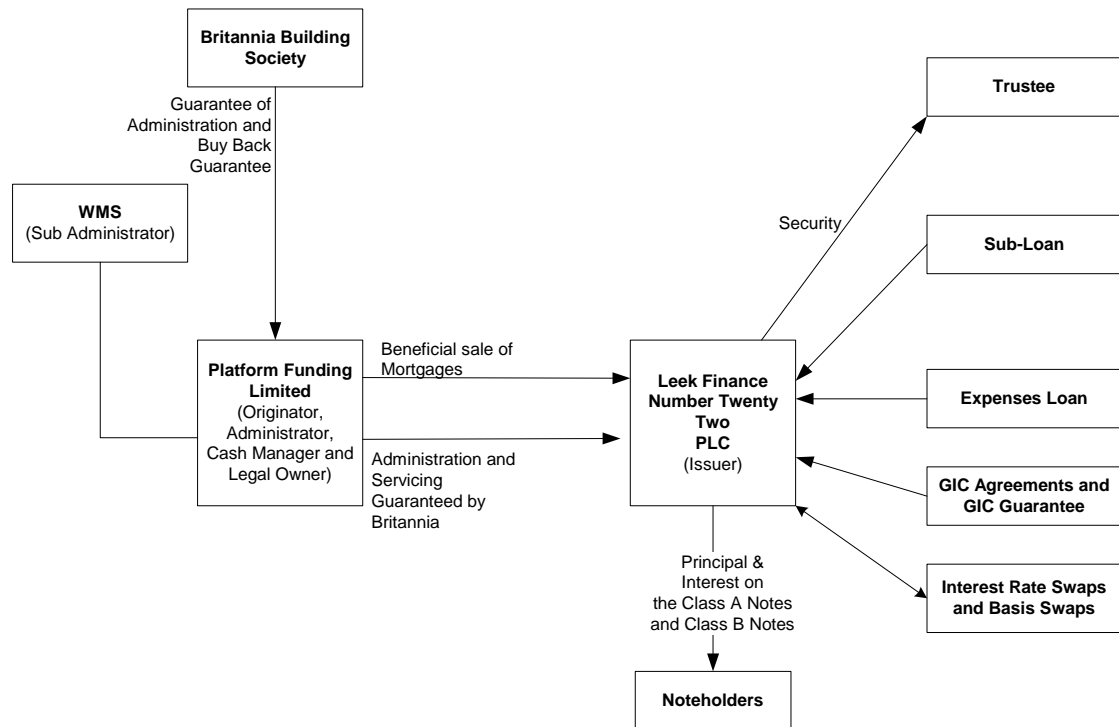 Britannia Building
Society
Guarantee of
Administration and
Buy Back
Guarantee
WMS
(Sub Administrator)
Platform Funding
Limited
(Originator,
Administrator,
Cash Manager and
Legal Owner)
Beneficial sale of
Mortgages
Administration and
Servicing
Guaranteed by
Britannia
Leek Finance
Number Twenty
Two
PLC
(Issuer)
Security
Trustee
Sub-Loan
Expenses Loan
GIC Agreements and
GIC Guarantee
Interest Rate Swaps
and Basis Swaps
Principal &
Interest on
the Class A Notes
and Class B Notes
Noteholders